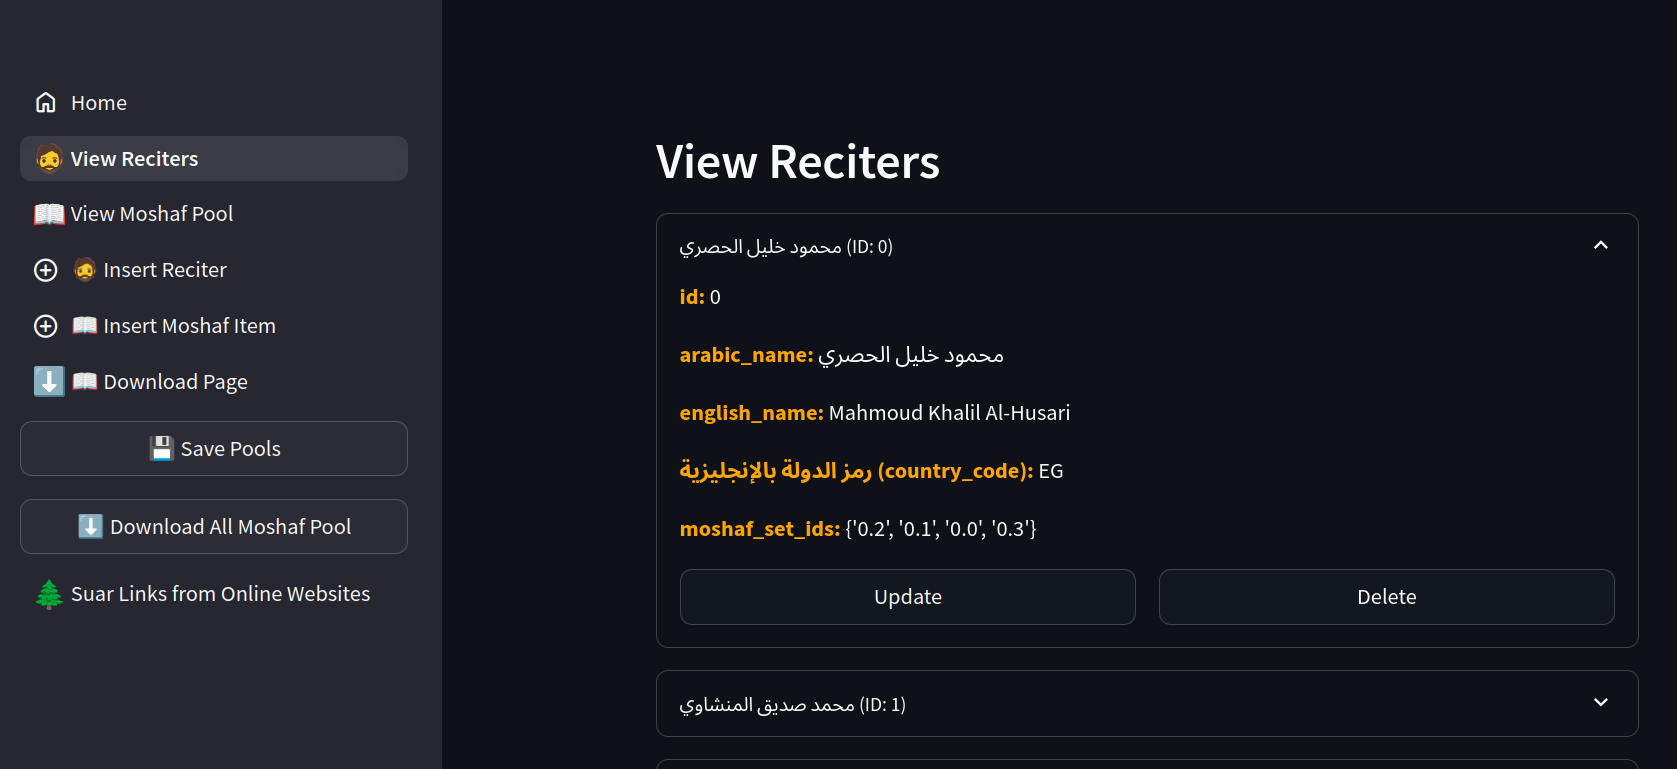 Home
View Reciters
View Moshaf Pool
Insert Reciter
Insert Moshaf Item
Download Page
Save Pools
Download All Moshaf Pool
Suar Links from Online Websites
View Reciters
محمود خليل الحصري (ID: 0)
id: 0
arabic_name: محمود خليل الحصري
english_name: Mahmoud Khalil Al-Husari
رمز الدولة بالإنجليزية (country_code): EG
moshaf_set_ids: {'0.2', '0.1', '0.0', '0.3'}
Update
Delete
محمد صديق المنشاوي (ID: 1)